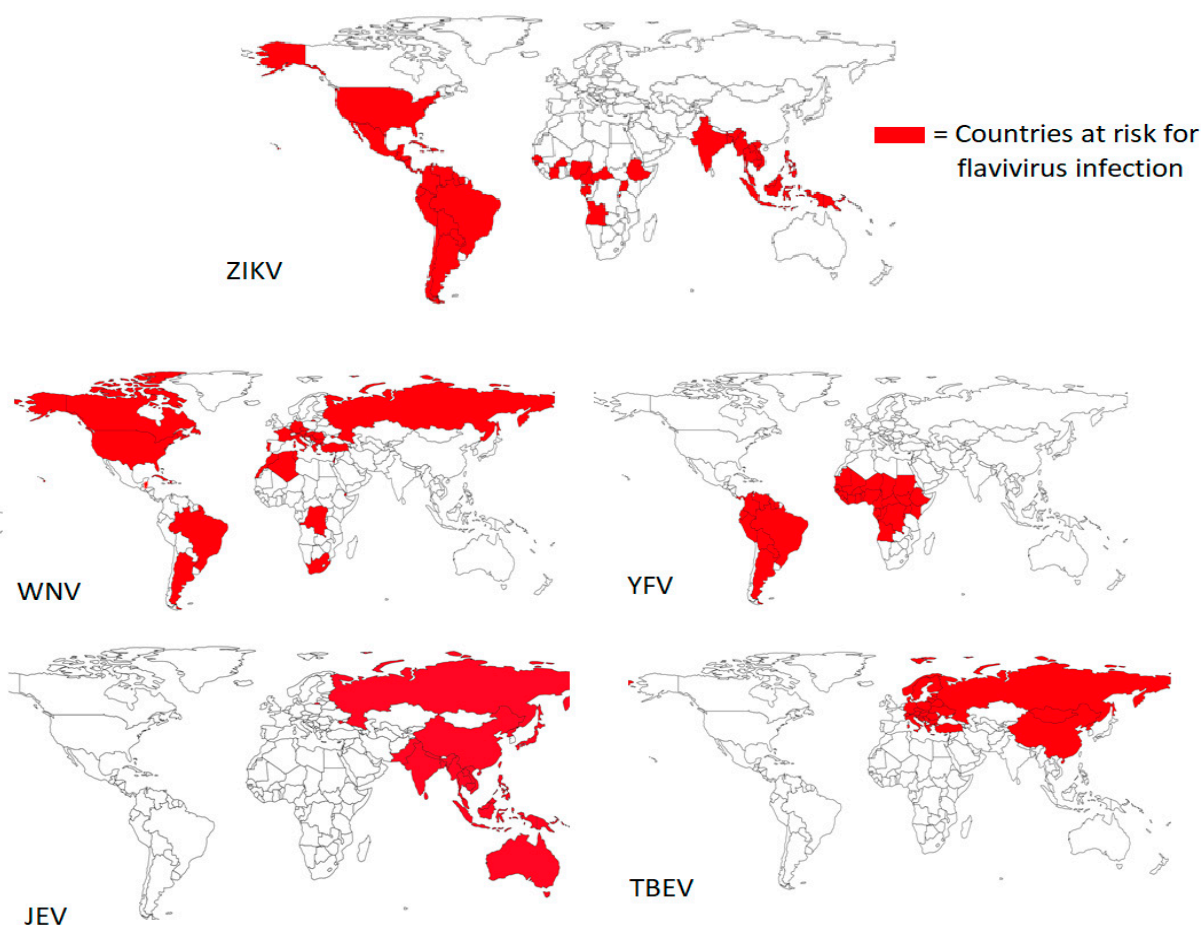 = Countries at risk for
flavivirus infection
ZIKV
WNV
YFV
JEV
TBEV